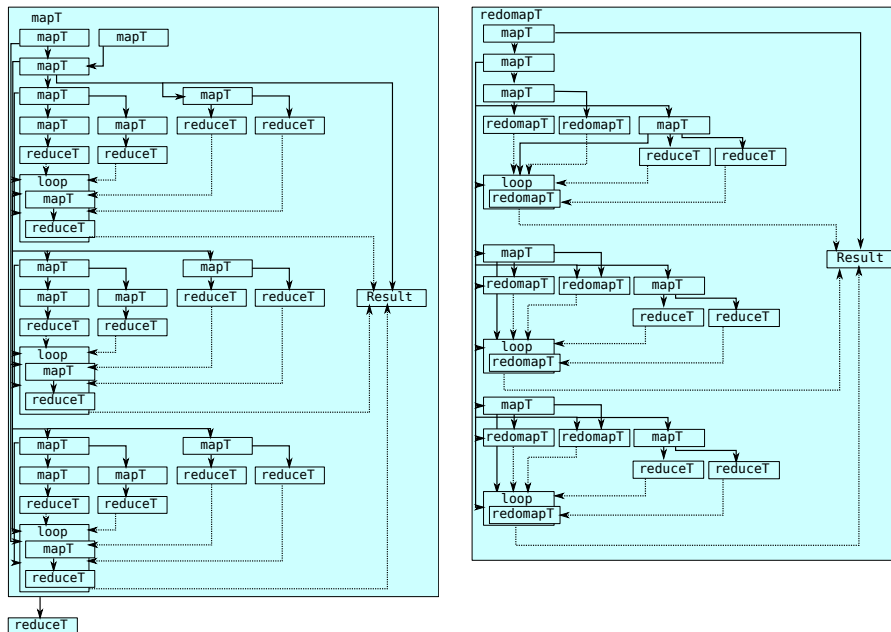 mapT
mapT mapT
mapT
mapT mapT
mapT mapT reduceT reduceT
reduceT reduceT
loop
mapT
reduceT
mapT mapT
mapT mapT reduceT reduceT Result
reduceT reduceT
loop
mapT
reduceT
mapT mapT
mapT mapT reduceT reduceT
reduceT reduceT
loop
mapT
reduceT
reduceT
redomapT
mapT
mapT
mapT
redomapT redomapT mapT
reduceT reduceT
loop
redomapT
mapT Result
redomapT redomapT mapT
reduceT reduceT
loop
redomapT
mapT
redomapT redomapT mapT
reduceT reduceT
loop
redomapT